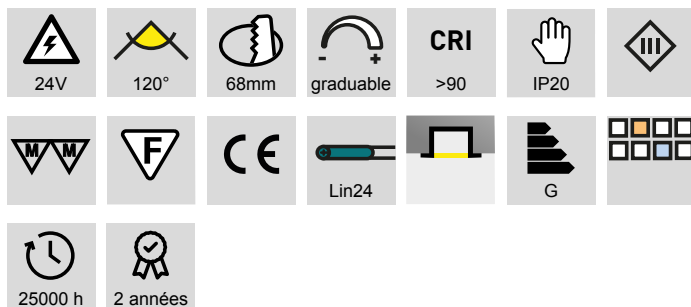 24V
120°
68mm
- +
graduable
CRI
>90
IP20
III
M M
F
CE
Lin24
G
25000 h
2 années